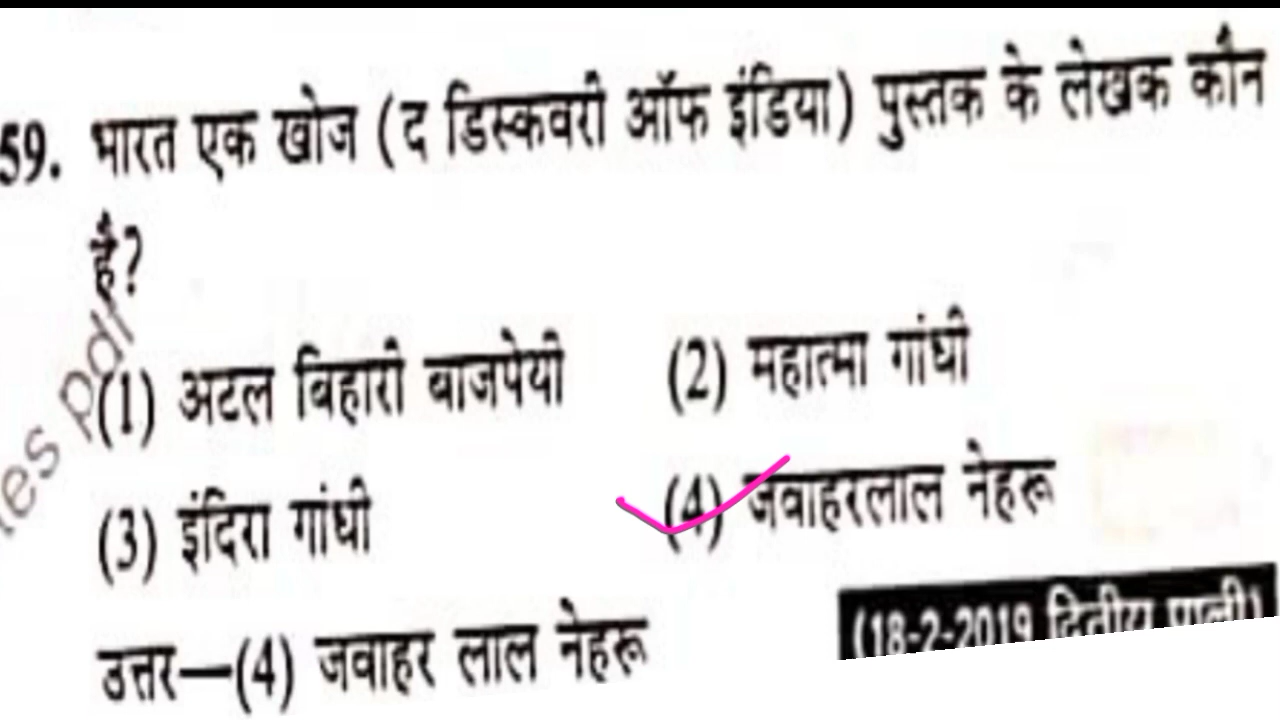 59. भारत एक खोज (द डिस्कवरी ऑफ इंडिया) पुस्तक के लेखक कौन
है?
(1) अटल बिहारी बाजपेयी (2) महात्मा गांधी
(3) इंदिरा गांधी (4) जवाहरलाल नेहरू
(18-2-2019 द्वितीय पाली)
उत्तर—(4) जवाहर लाल नेहरू